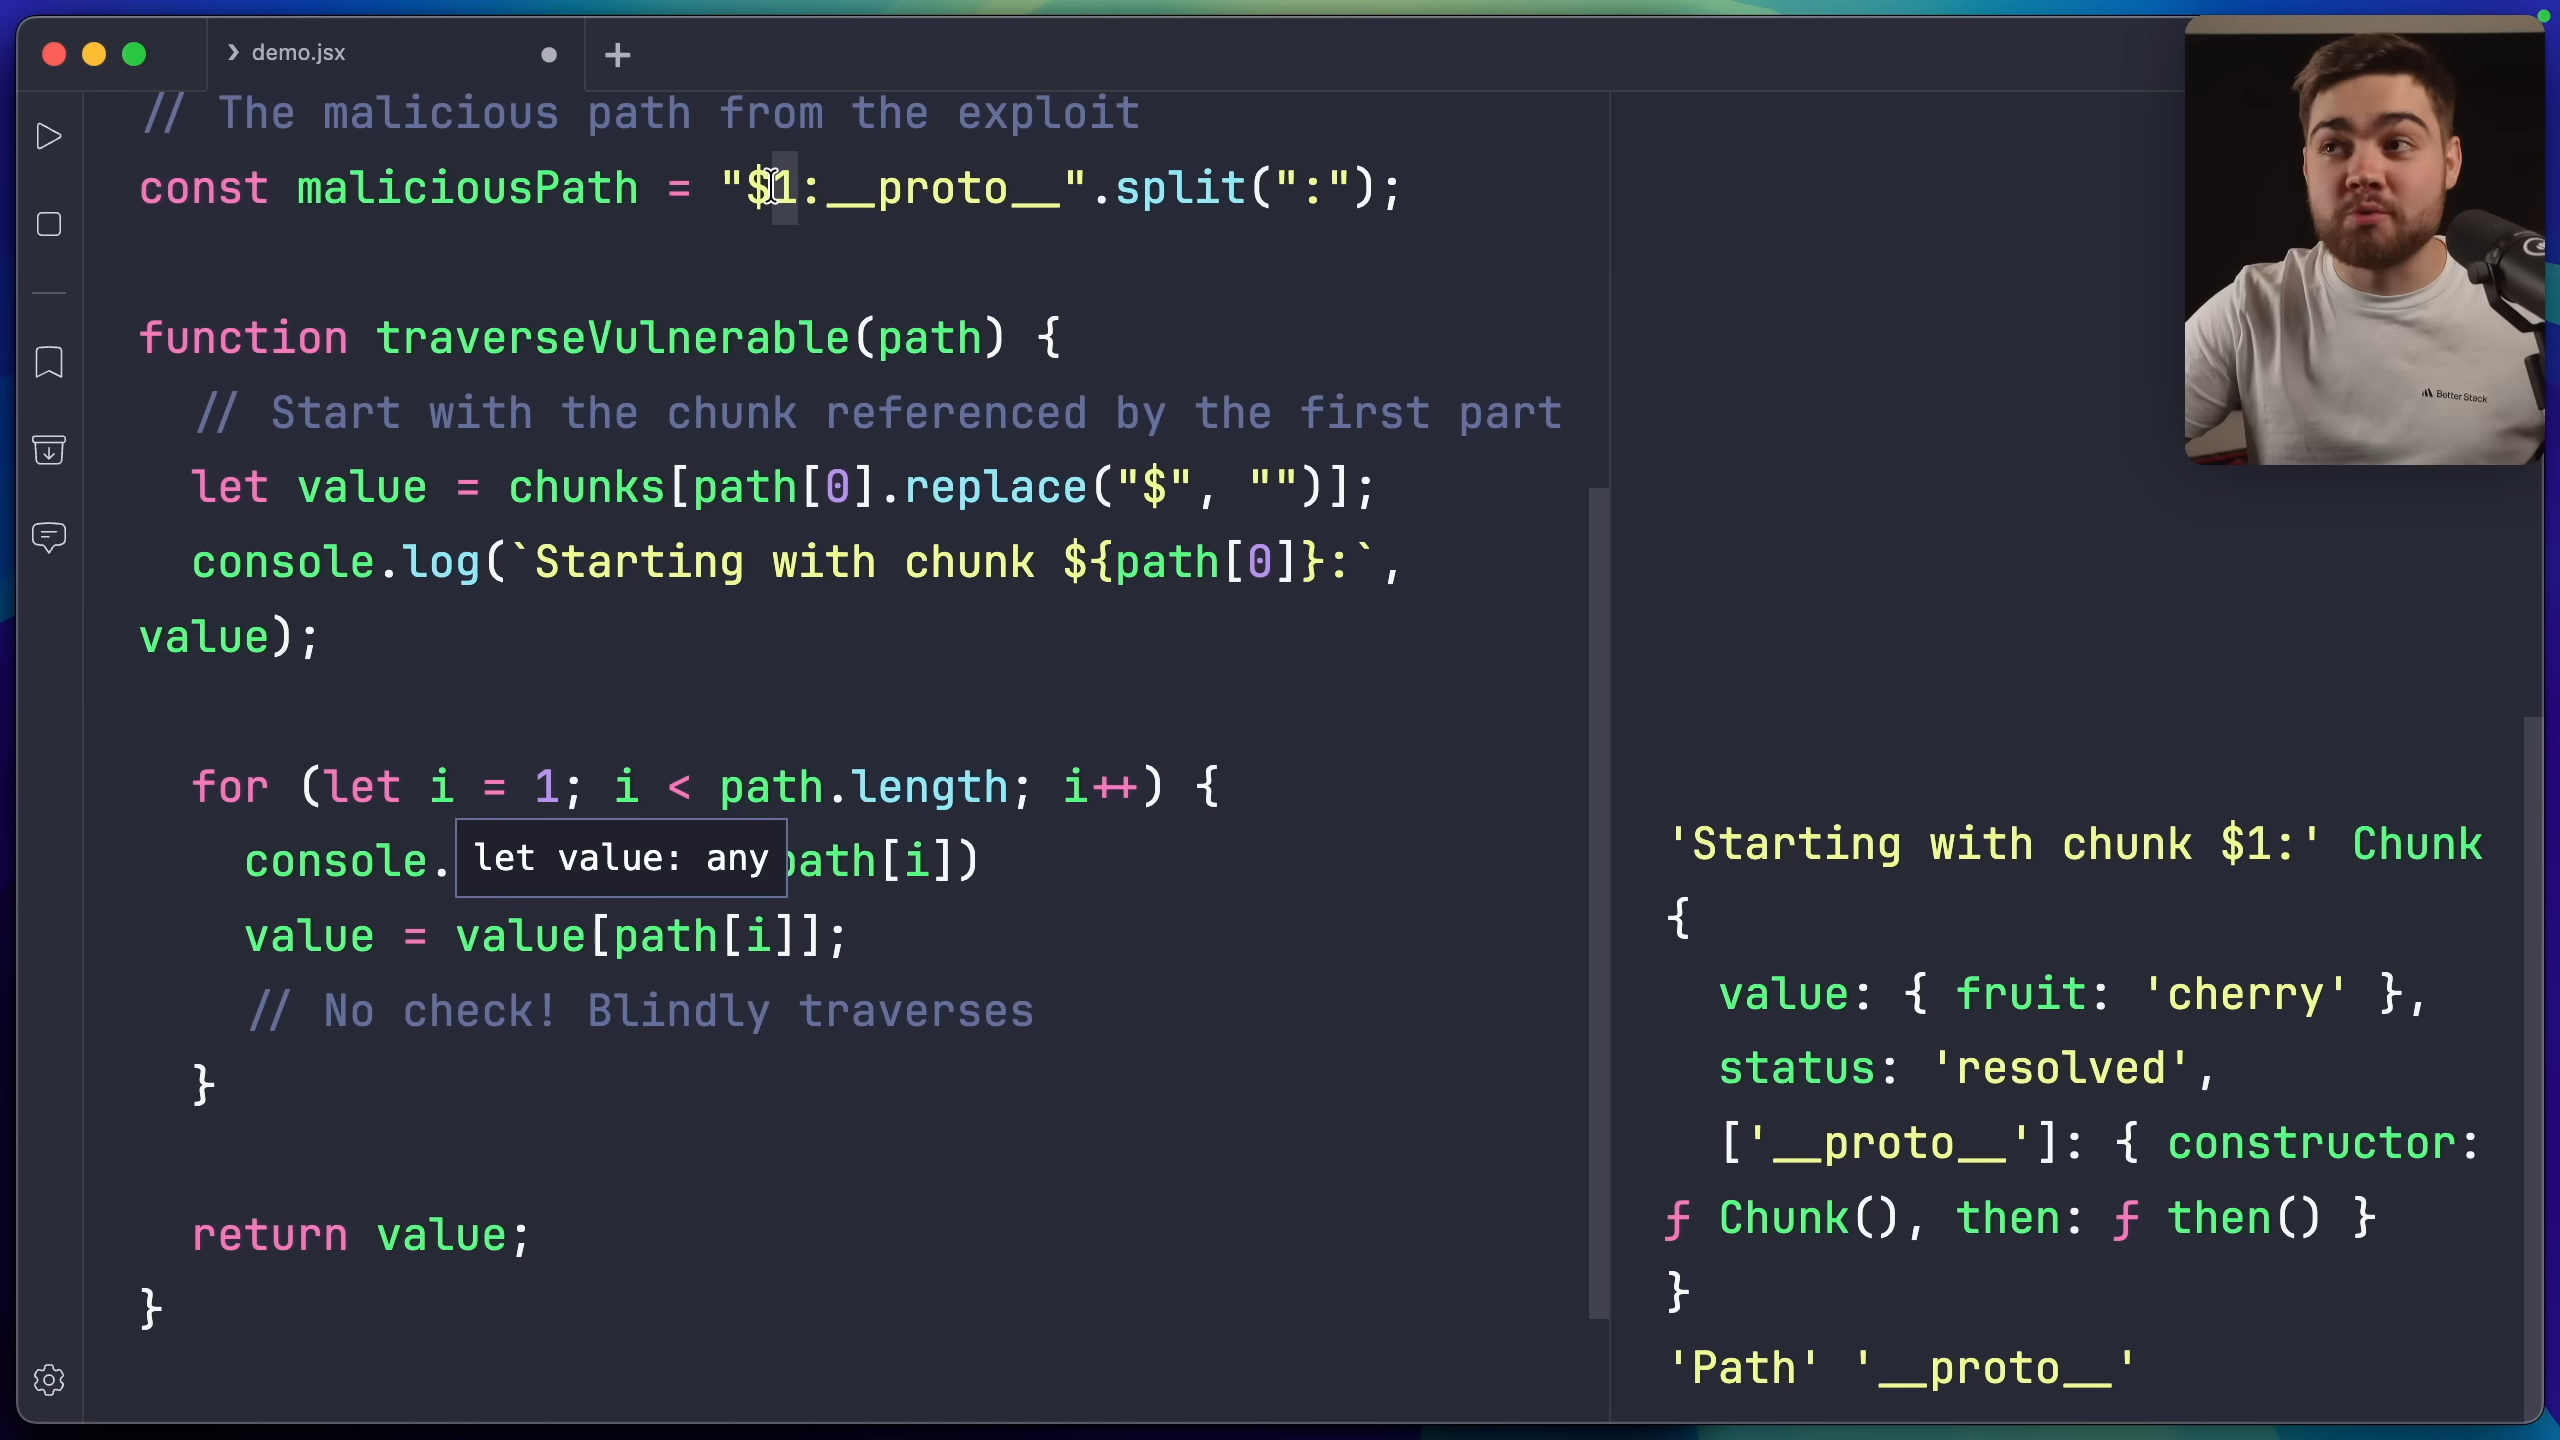 demo.jsx
// The malicious path from the exploit
const maliciousPath = "$1:__proto__".split(":");
function traverseVulnerable(path) {
// Start with the chunk referenced by the first part
let value = chunks[path[0].replace("$", "")];
console.log(`Starting with chunk ${path[0]}:`,
value);
for (let i = 1; i < path.length; i++) {
console. let value: any path[i])
value = value[path[i]];
// No check! Blindly traverses
}
return value;
}
'Starting with chunk $1:' Chunk
{
value: { fruit: 'cherry' },
status: 'resolved',
['__proto__']: { constructor:
ƒ Chunk(), then: ƒ then() }
}
'Path' '__proto__'
Better Stack